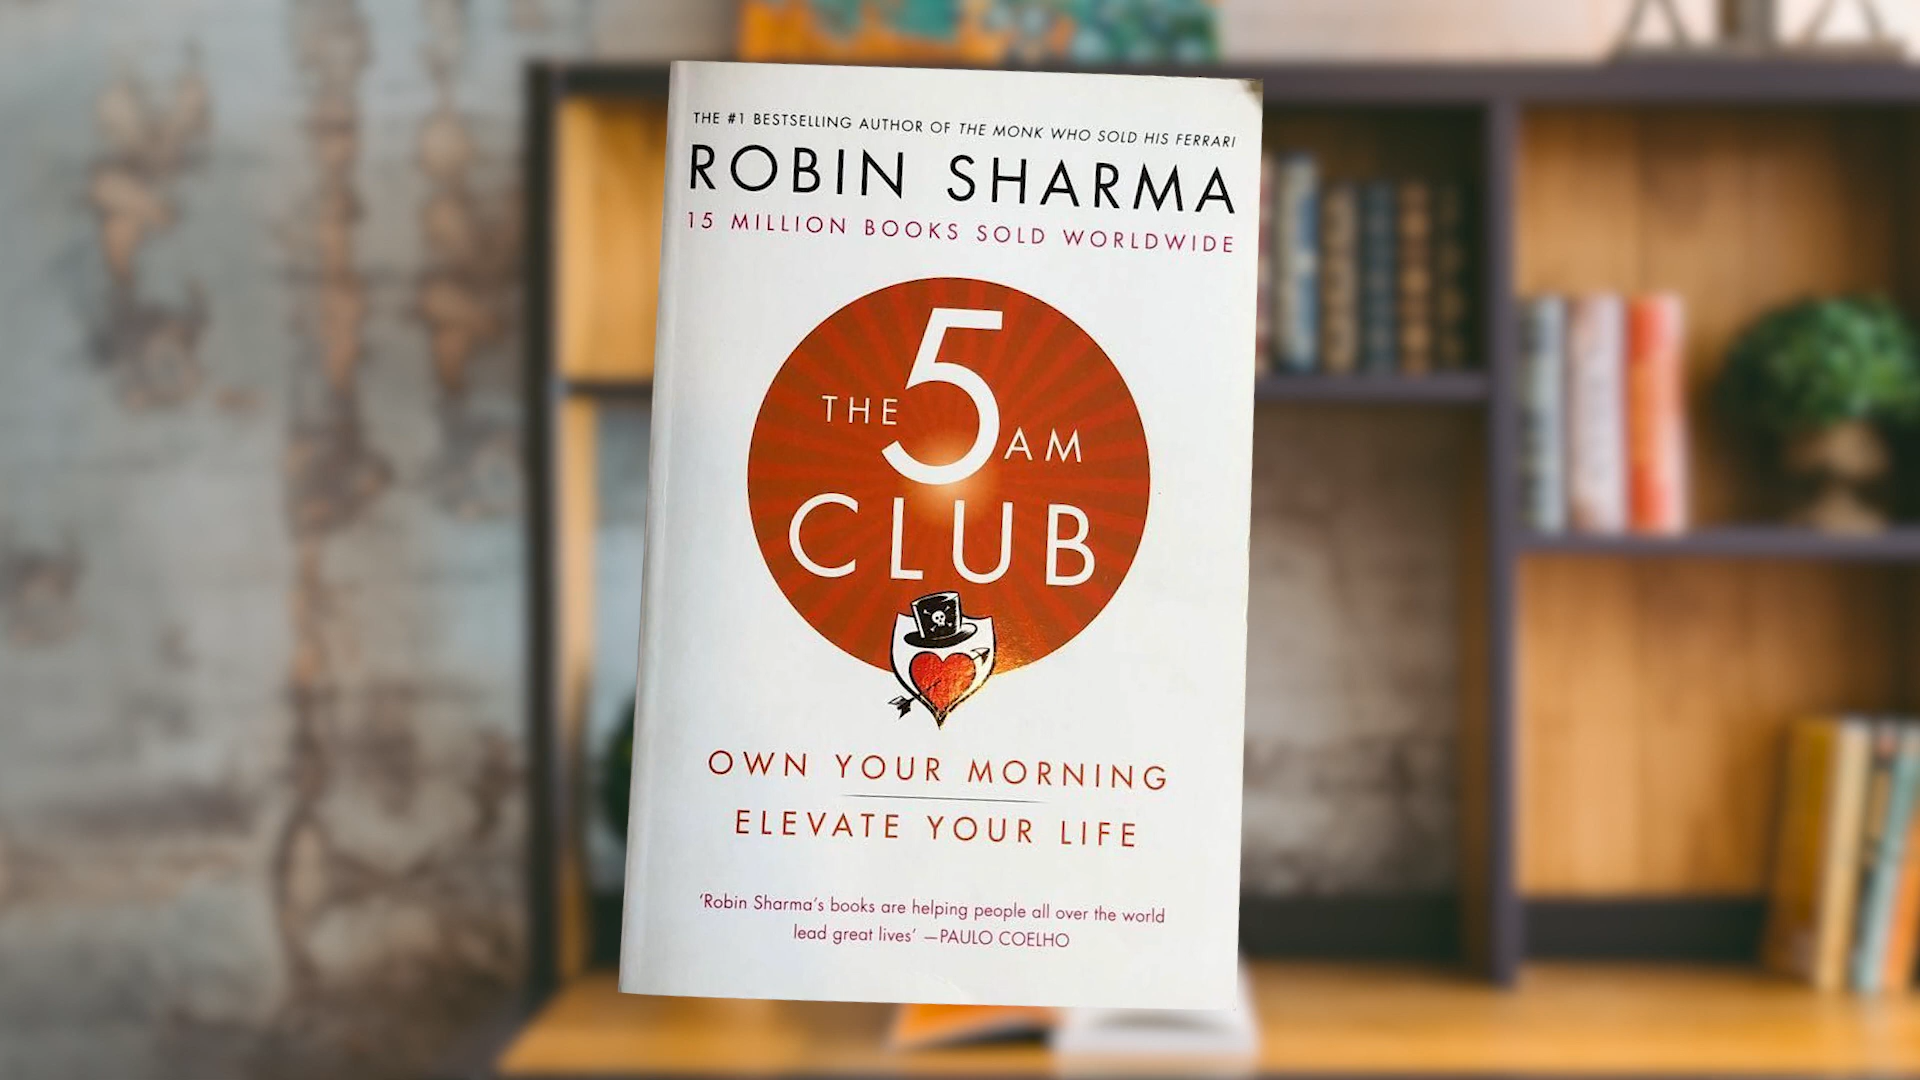 THE #1 BESTSELLING AUTHOR OF THE MONK WHO SOLD HIS FERRARI
ROBIN SHARMA
15 MILLION BOOKS SOLD WORLDWIDE
THE 5 AM
CLUB
OWN YOUR MORNING
ELEVATE YOUR LIFE
‘Robin Sharma’s books are helping people all over the world
lead great lives’ —PAULO COELHO